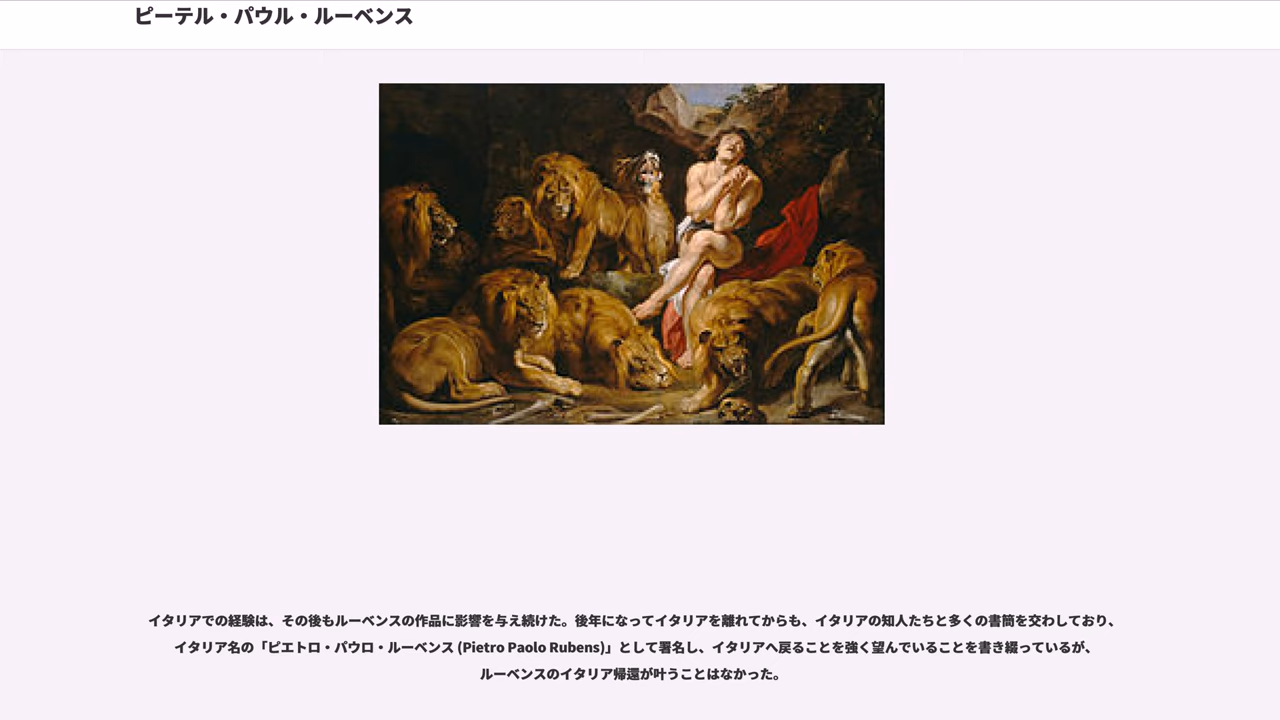 ピーテル・パウル・ルーベンス
イタリアでの経験は、その後もルーベンスの作品に影響を与え続けた。後年になってイタリアを離れてからも、イタリアの知人たちと多くの書簡を交わしており、
イタリア名の「ピエトロ・パウロ・ルーベンス (Pietro Paolo Rubens)」として署名し、イタリアへ戻ることを強く望んでいることを書き綴っているが、
ルーベンスのイタリア帰還が叶うことはなかった。